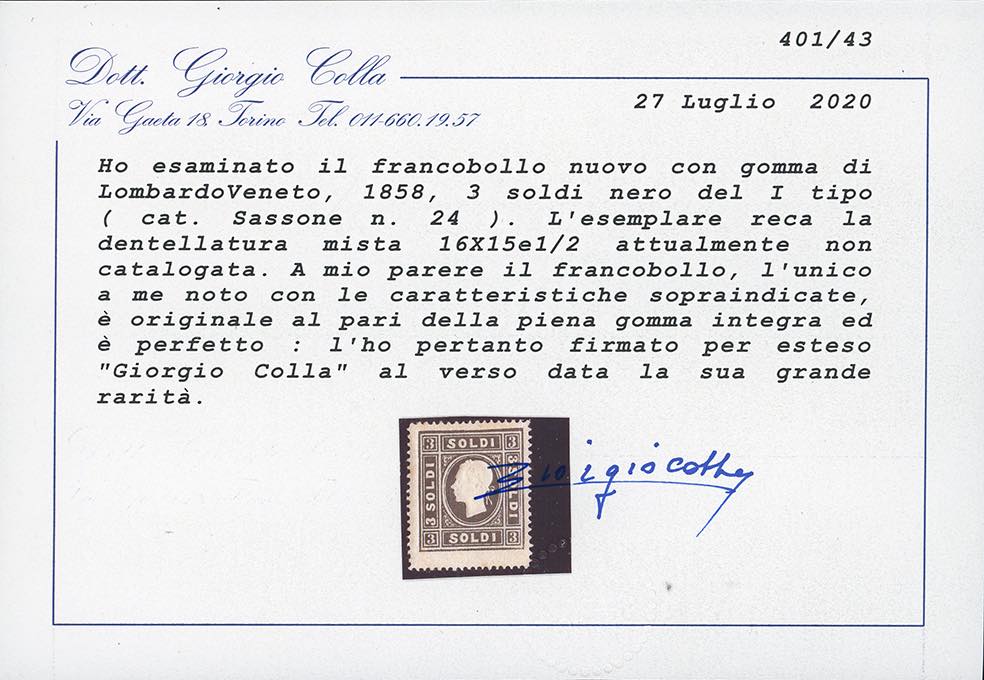 401/43
Dott. Giorgio Colla
27 Luglio 2020
Via Gaeta 18, Torino Tel. 011-660.19.57
Ho esaminato il francobollo nuovo con gomma di
LombardoVeneto, 1858, 3 soldi nero del I tipo
( cat. Sassone n. 24 ). L'esemplare reca la
dentellatura mista 16X15e1/2 attualmente non
catalogata. A mio parere il francobollo, l'unico
a me noto con le caratteristiche sopraindicate,
è originale al pari della piena gomma integra ed
è perfetto : l'ho pertanto firmato per esteso
"Giorgio Colla" al verso data la sua grande
rarità.
3 SOLDI 3
3 SOLDI
3 SOLDI
3 SOLDI 3
Giorgio Colla